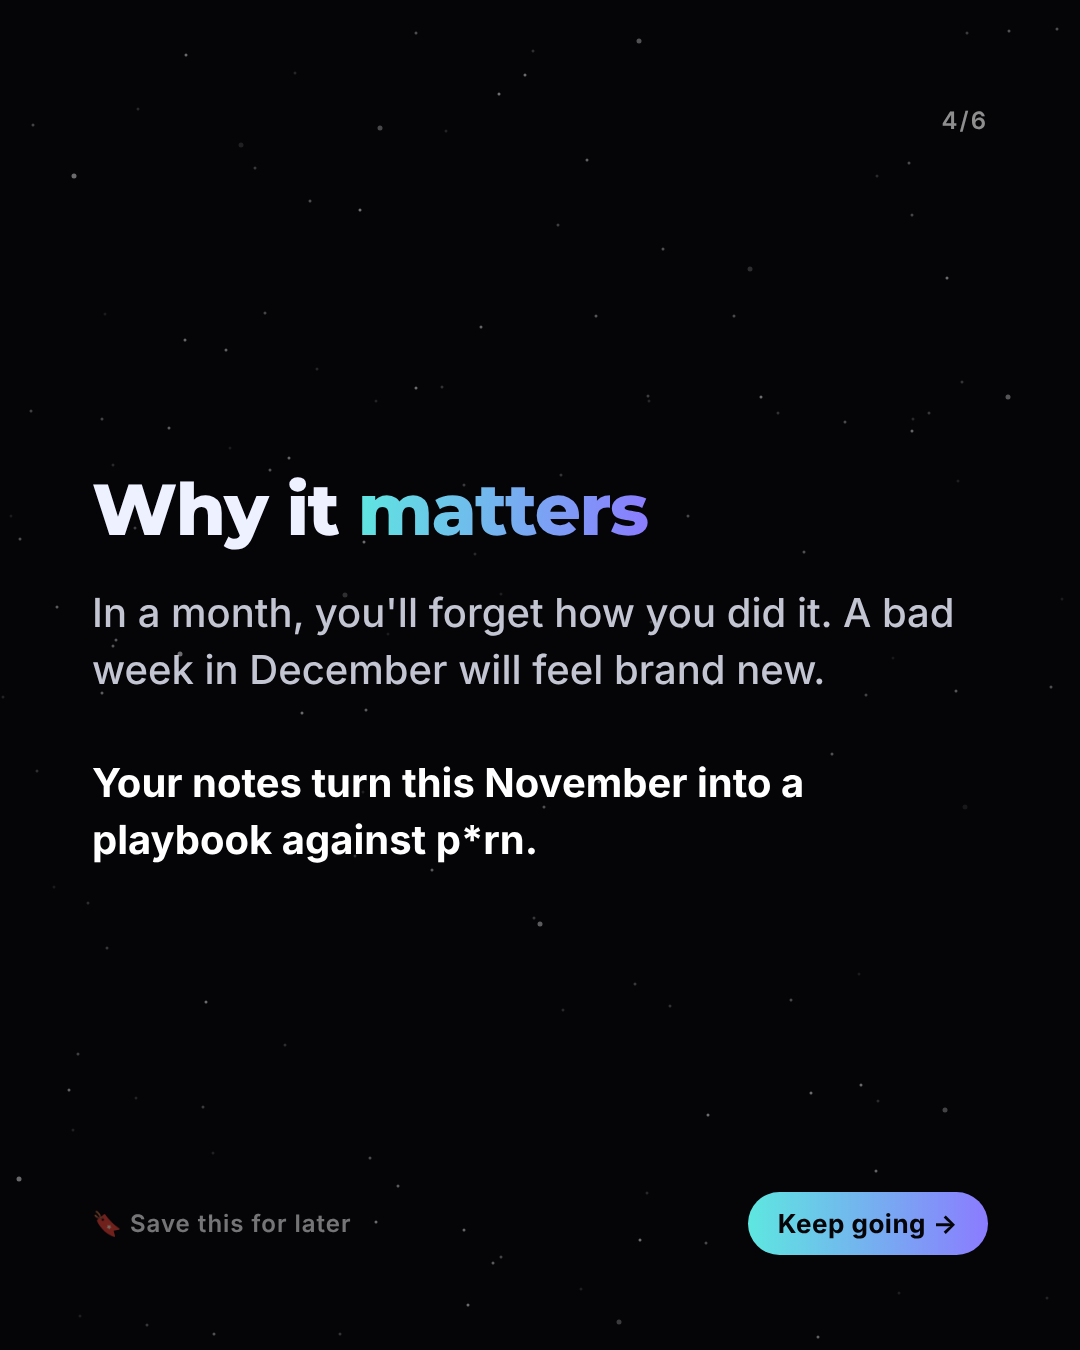 4/6
Why it matters
In a month, you'll forget how you did it. A bad
week in December will feel brand new.
Your notes turn this November into a
playbook against p*rn.
🔖 Save this for later
Keep going →